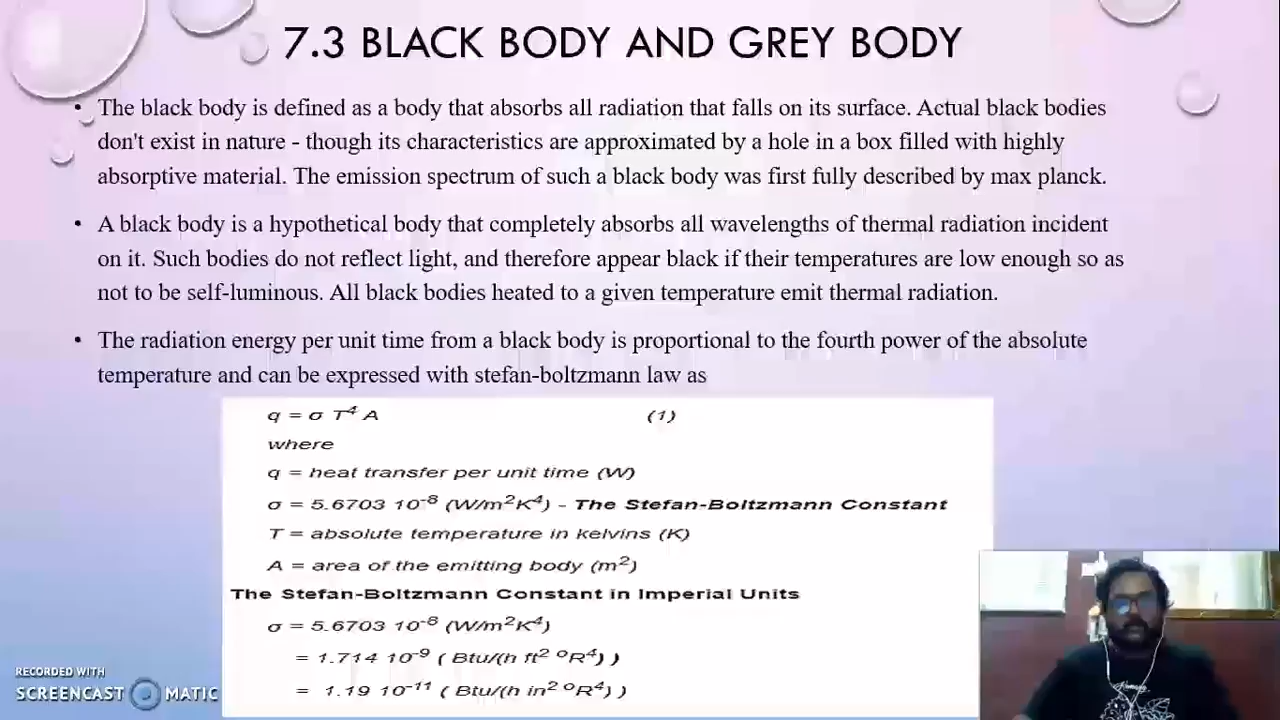 7.3 BLACK BODY AND GREY BODY
• The black body is defined as a body that absorbs all radiation that falls on its surface. Actual black bodies
don't exist in nature - though its characteristics are approximated by a hole in a box filled with highly
absorptive material. The emission spectrum of such a black body was first fully described by max planck.
• A black body is a hypothetical body that completely absorbs all wavelengths of thermal radiation incident
on it. Such bodies do not reflect light, and therefore appear black if their temperatures are low enough so as
not to be self-luminous. All black bodies heated to a given temperature emit thermal radiation.
• The radiation energy per unit time from a black body is proportional to the fourth power of the absolute
temperature and can be expressed with stefan-boltzmann law as
q = σ T⁴ A (1)
where
q = heat transfer per unit time (W)
σ = 5.6703 10⁻⁸ (W/m²K⁴) - The Stefan-Boltzmann Constant
T = absolute temperature in kelvins (K)
A = area of the emitting body (m²)
The Stefan-Boltzmann Constant in Imperial Units
σ = 5.6703 10⁻⁸ (W/m²K⁴)
= 1.714 10⁻⁹ ( Btu/(h ft² °R⁴) )
= 1.19 10⁻¹¹ ( Btu/(h in² °R⁴) )
RECORDED WITH
SCREENCAST MATIC